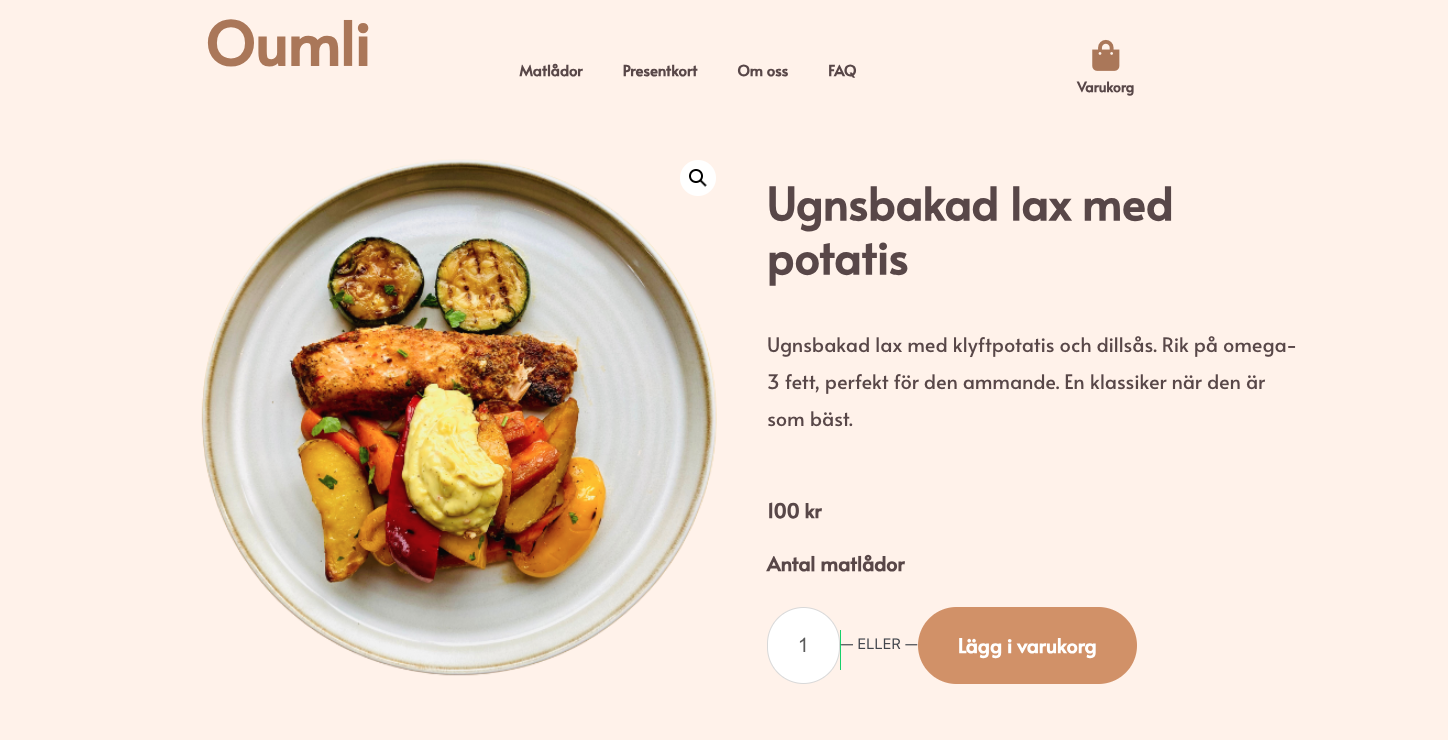 Oumli
Matlådor
Presentkort
Om oss
FAQ
Varukorg
Ugnsbakad lax med
potatis
Ugnsbakad lax med klyftpotatis och dillsås. Rik på omega-
3 fett, perfekt för den ammande. En klassiker när den är
som bäst.
100 kr
Antal matlådor
1
— ELLER —
Lägg i varukorg